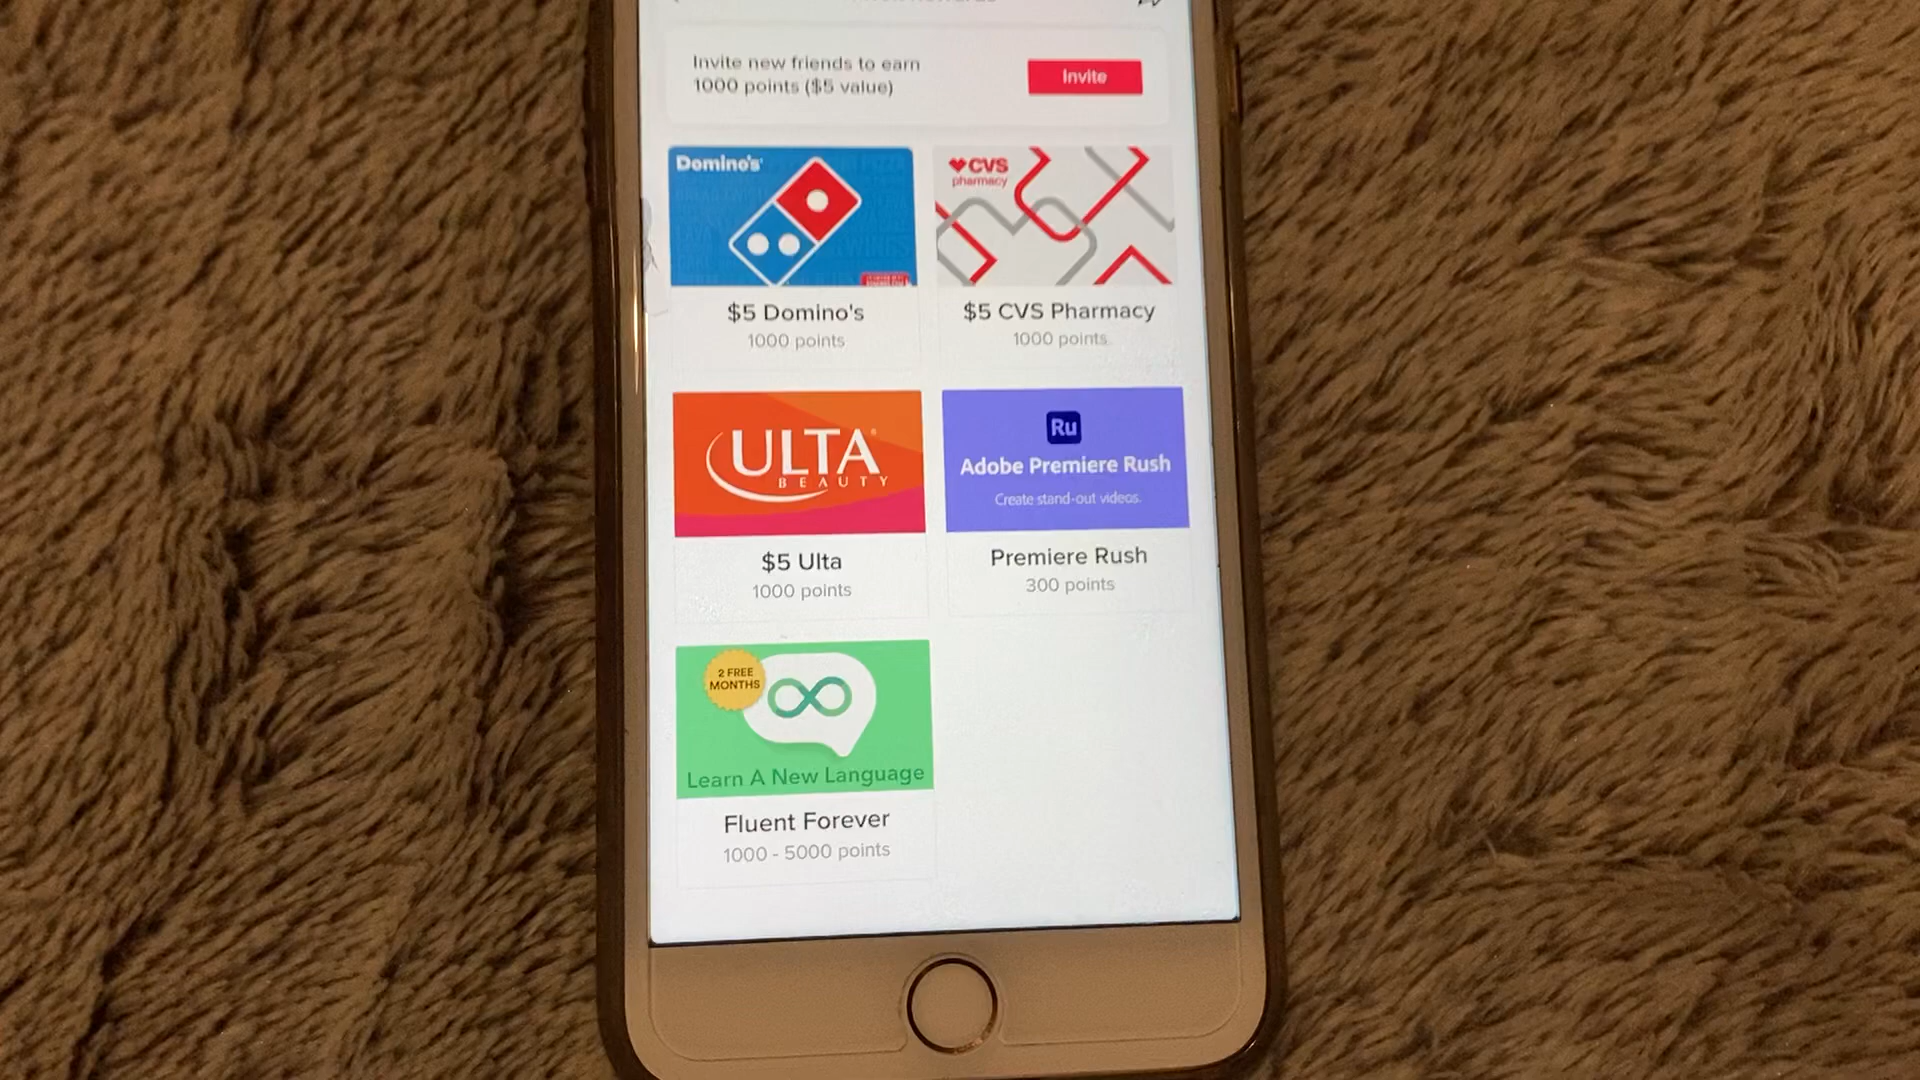 Invite new friends to earn
1000 points ($5 value)
Invite
Domino's
CVS
pharmacy
$5 Domino's
1000 points
$5 CVS Pharmacy
1000 points
ULTA
BEAUTY
Ru
Adobe Premiere Rush
Create stand-out videos.
$5 Ulta
1000 points
Premiere Rush
300 points
2 FREE
MONTHS
Learn A New Language
Fluent Forever
1000 - 5000 points